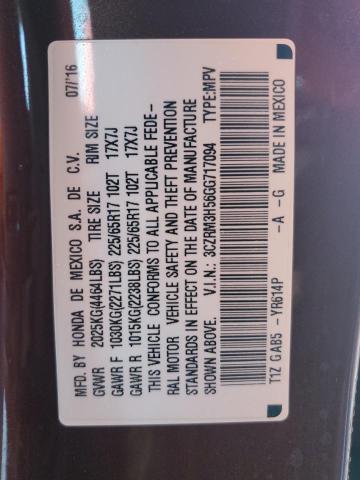 MFD. BY HONDA DE MEXICO S.A. DE C.V. 07/16
GVWR 2025KG(4464LBS) TIRE SIZE RIM SIZE
GAWR F 1030KG(2271LBS) 225/65R17 102T 17X7J
GAWR R 1015KG(2238LBS) 225/65R17 102T 17X7J
THIS VEHICLE CONFORMS TO ALL APPLICABLE FEDE-
RAL MOTOR VEHICLE SAFETY AND THEFT PREVENTION
STANDARDS IN EFFECT ON THE DATE OF MANUFACTURE
SHOWN ABOVE. V.I.N.: 3CZRM3H56GG717094 TYPE:MPV
T1Z GAB5 -YR614P -A -G MADE IN MEXICO